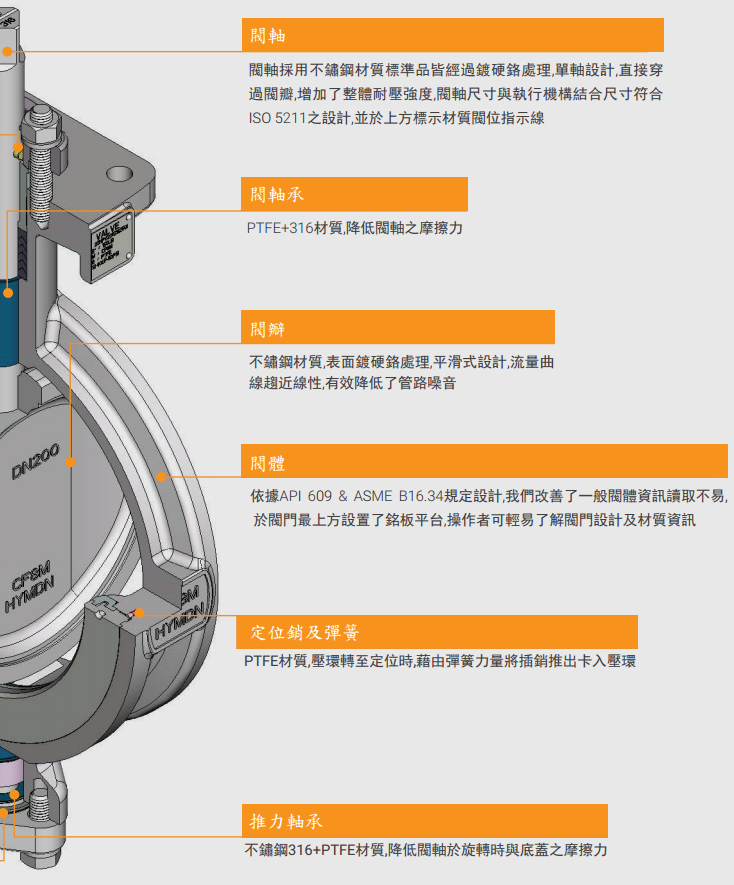 閥軸
閥軸採用不鏽鋼材質標準品皆經過鍍硬鉻處理,單軸設計,直接穿
過閥瓣,增加了整體耐壓強度,閥軸尺寸與執行機構結合尺寸符合
ISO 5211之設計,並於上方標示材質閥位指示線
閥軸承
PTFE+316材質,降低閥軸之摩擦力
VALVE
閥瓣
不鏽鋼材質,表面鍍硬鉻處理,平滑式設計,流量曲
線趨近線性,有效降低了管路噪音
DN200
閥體
依據API 609 & ASME B16.34規定設計,我們改善了一般閥體資訊讀取不易,
於閥門最上方設置了銘板平台,操作者可輕易了解閥門設計及材質資訊
CF8M
HYMDN
8M
HYMDN
定位銷及彈簧
PTFE材質,壓環轉至定位時,藉由彈簧力量將插銷推出卡入壓環
推力軸承
不鏽鋼316+PTFE材質,降低閥軸於旋轉時與底蓋之摩擦力